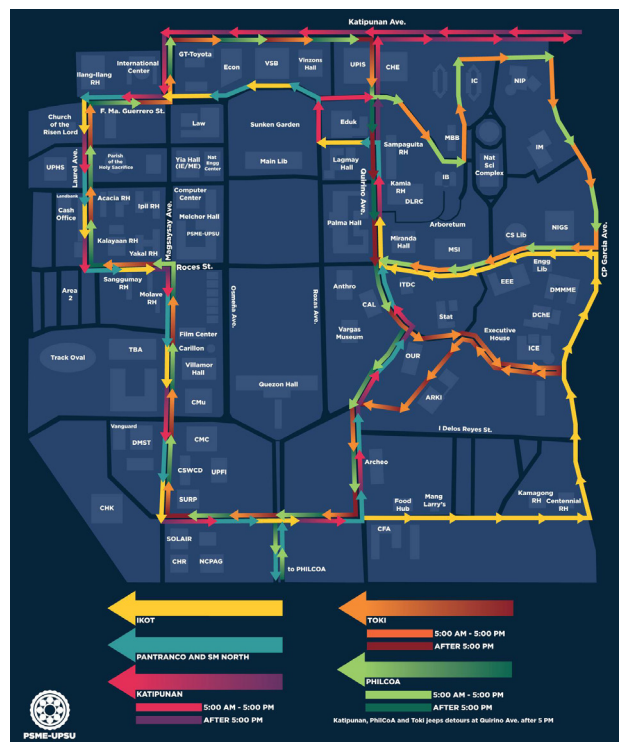 Katipunan Ave.
GT-Toyota
International
Center
Ilang-Ilang
RH
Econ
VSB
Vinzons
Hall
UPIS
CHE
IC
NIP
F. Ma. Guerrero St.
Church
of the
Risen Lord
Law
Sunken Garden
Eduk
Sampaguita
RH
MBB
IM
UPHS
Laurel Ave.
Parish of the
Holy Sacrifice
Yia Hall
(IE/ME)
Nat
Engg
Center
Main Lib
Lagmay
Hall
Quirino Ave.
Kamia
RH
IB
Nat
Sci
Complex
DLRC
Landbank
Cash
Office
Acacia RH
Ipil RH
Magsaysay Ave.
Computer
Center
Melchor Hall
PSME-UPSU
Palma Hall
Arboretum
Kalayaan RH
Yakal RH
Miranda
Hall
MSI
CS Lib
NIGS
CP Garcia Ave.
Area
2
Sanggumay
RH
Roces St.
Molave
RH
Osmeña Ave.
Roxas Ave.
Anthro
ITDC
EEE
Engg
Lib
DMMME
CAL
Stat
DChE
Track Oval
TBA
Film Center
Carillon
Villamor
Hall
Vargas
Museum
Executive
House
ICE
OUR
Quezon Hall
CMu
ARKI
I Delos Reyes St.
Vanguard
DMST
CMC
CSWCD
UPFI
Archeo
SURP
CHK
Food
Hub
Mang
Larry's
Kamagong
RH
Centennial
RH
SOLAIR
CFA
CHR
NCPAG
to PHILCOA
IKOT
PANTRANCO AND SM NORTH
KATIPUNAN
5:00 AM - 5:00 PM
AFTER 5:00 PM
TOKI
5:00 AM - 5:00 PM
AFTER 5:00 PM
PHILCOA
5:00 AM - 5:00 PM
AFTER 5:00 PM
Katipunan, PhilCoA and Toki jeeps detours at Quirino Ave. after 5 PM
PSME-UPSU